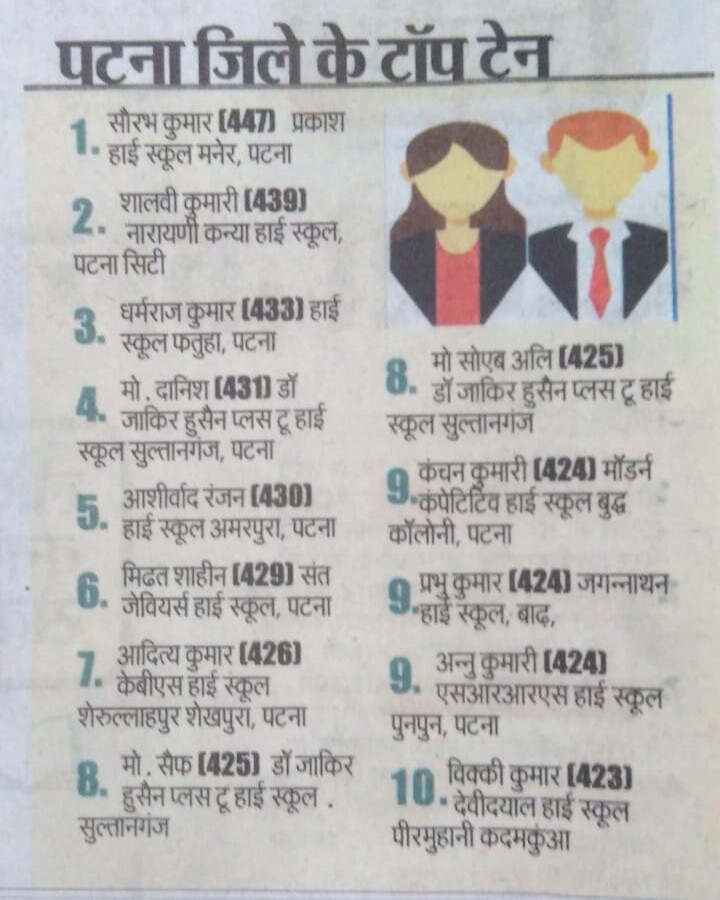 पटना जिले के टॉप टेन
1. सौरभ कुमार (447) प्रकाश
हाई स्कूल मनेर, पटना
2. शालवी कुमारी (439)
नारायणी कन्या हाई स्कूल,
पटना सिटी
3. धर्मराज कुमार (433) हाई
स्कूल फतुहा, पटना
4. मो. दानिश (431) डॉ
जाकिर हुसैन प्लस टू हाई
स्कूल सुल्तानगंज, पटना
5. आशीर्वाद रंजन (430)
हाई स्कूल अमरपुरा, पटना
6. मिढत शाहीन (429) संत
जेवियर्स हाई स्कूल, पटना
7. आदित्य कुमार (426)
केबीएस हाई स्कूल
शेरुल्लाहपुर शेखपुरा, पटना
8. मो. सैफ (425) डॉ जाकिर
हुसैन प्लस टू हाई स्कूल .
सुल्तानगंज
8. मो सोएब अलि (425)
डॉ जाकिर हुसैन प्लस टू हाई
स्कूल सुल्तानगंज
9. कंचन कुमारी (424) मॉडर्न
कंपेटिटिव हाई स्कूल बुद्ध
कॉलोनी, पटना
9. प्रभु कुमार (424) जगन्नाथन
हाई स्कूल, बाढ़,
9. अन्नु कुमारी (424)
एसआरआरएस हाई स्कूल
पुनपुन, पटना
10. विक्की कुमार (423)
देवीदयाल हाई स्कूल
पीरमुहानी कदमकुंआ